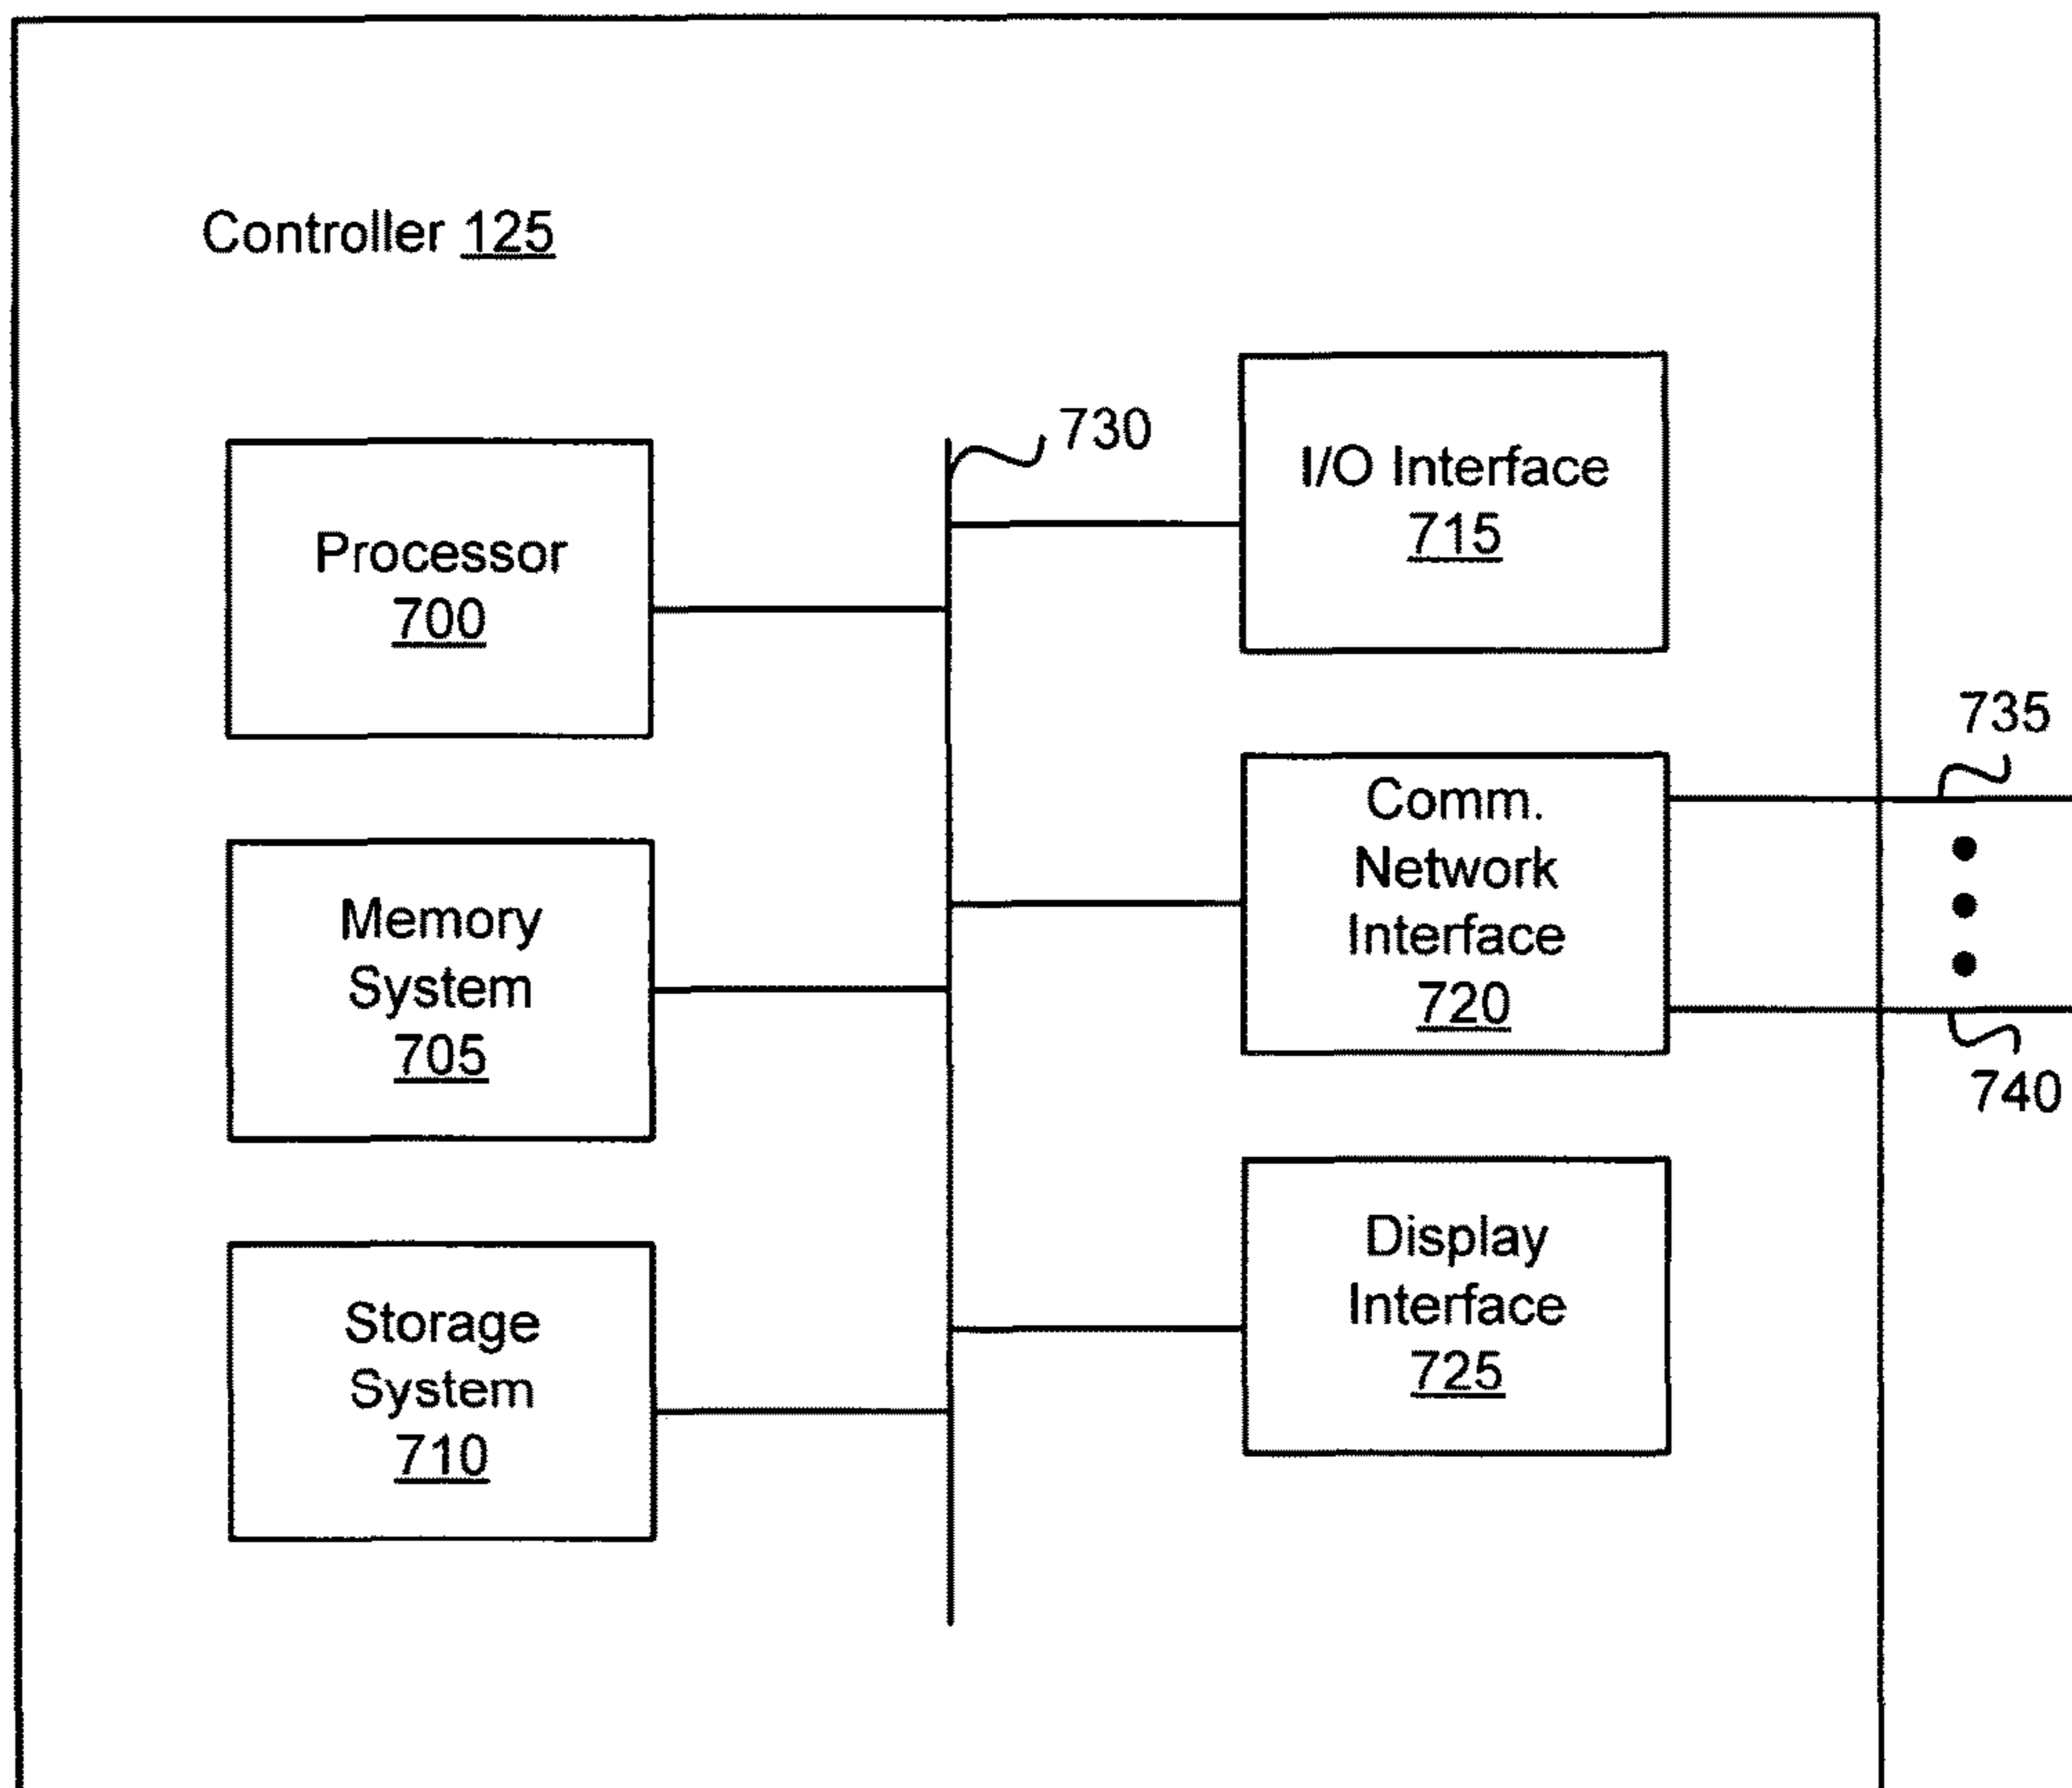 Controller 125
730
I/O Interface
715
Processor
700
735
Comm.
Network
Interface
720
Memory
System
705
740
Display
Interface
725
Storage
System
710